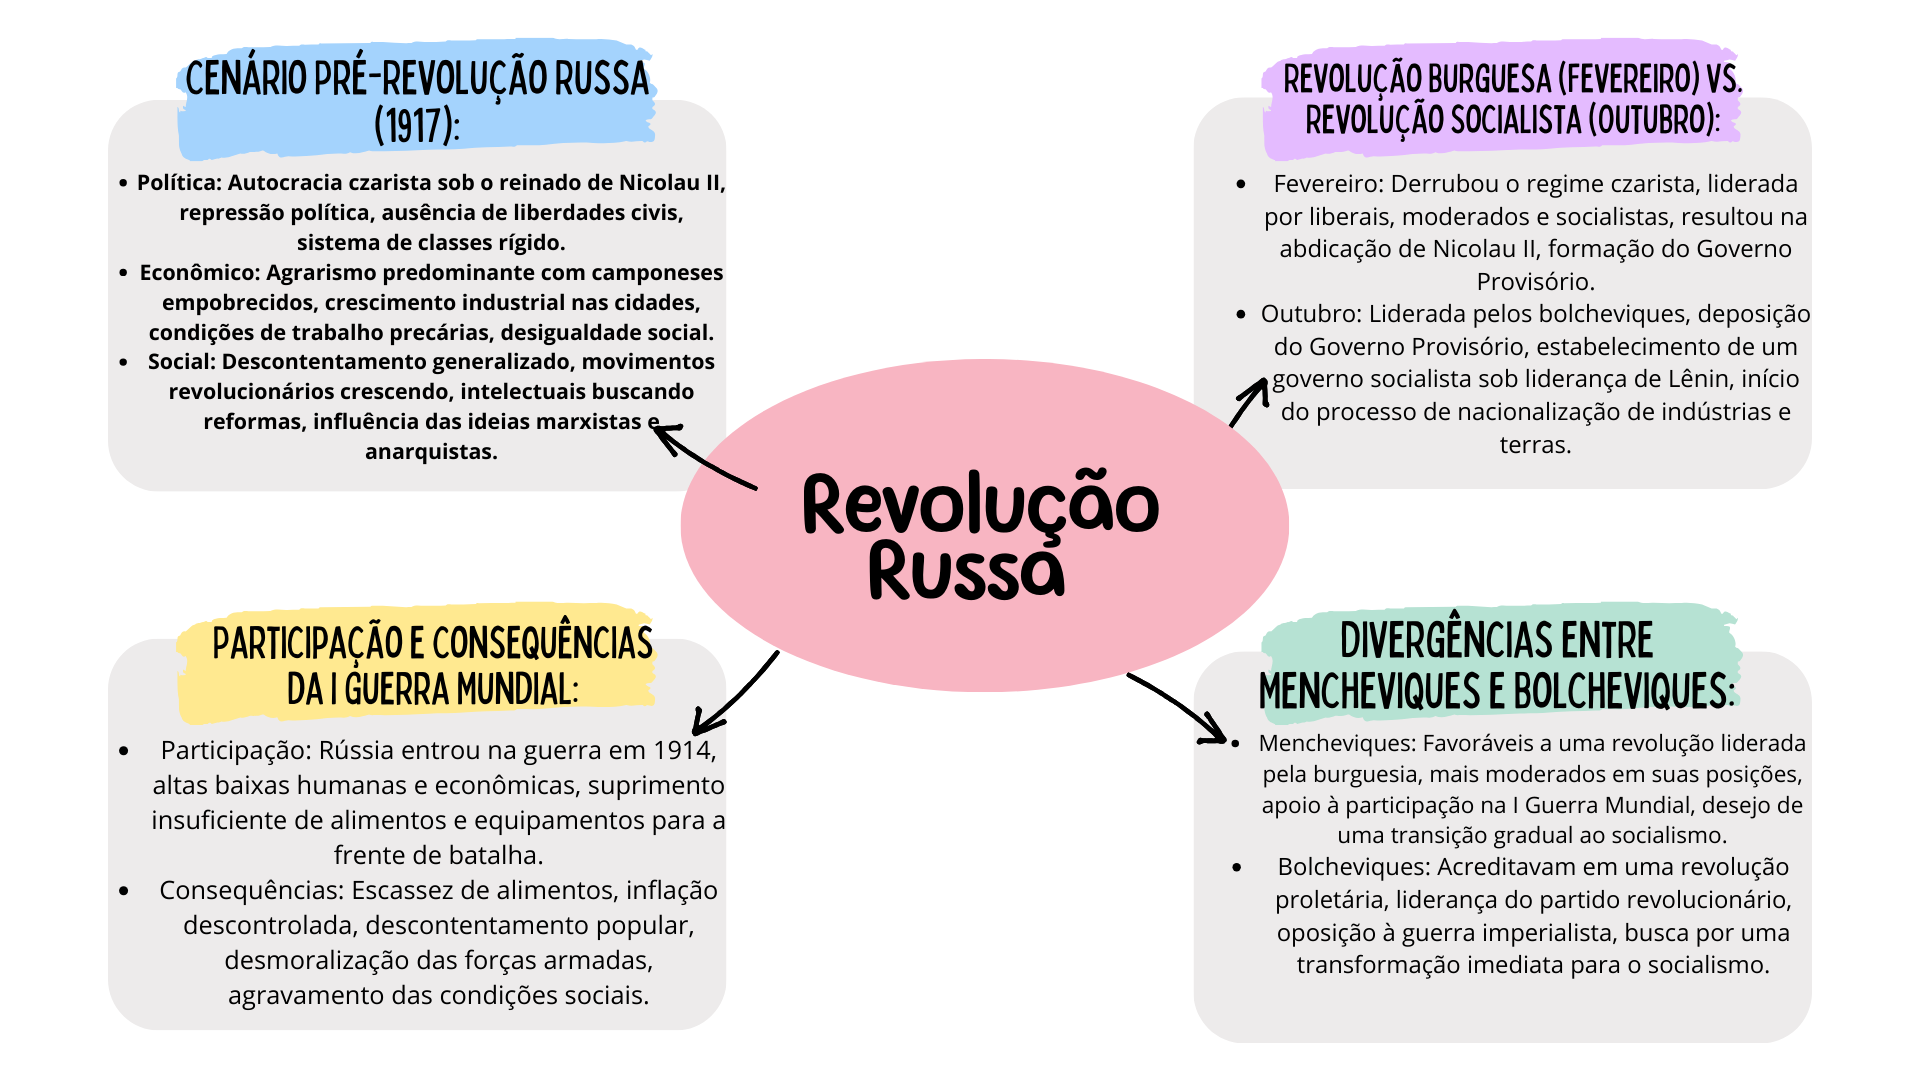 CENÁRIO PRÉ-REVOLUÇÃO RUSSA
(1917):
• Política: Autocracia czarista sob o reinado de Nicolau II,
repressão política, ausência de liberdades civis,
sistema de classes rígido.
• Econômico: Agrarismo predominante com camponeses
empobrecidos, crescimento industrial nas cidades,
condições de trabalho precárias, desigualdade social.
• Social: Descontentamento generalizado, movimentos
revolucionários crescendo, intelectuais buscando
reformas, influência das ideias marxistas e
anarquistas.
REVOLUÇÃO BURGUESA (FEVEREIRO) VS.
REVOLUÇÃO SOCIALISTA (OUTUBRO):
• Fevereiro: Derrubou o regime czarista, liderada
por liberais, moderados e socialistas, resultou na
abdicação de Nicolau II, formação do Governo
Provisório.
• Outubro: Liderada pelos bolcheviques, deposição
do Governo Provisório, estabelecimento de um
governo socialista sob liderança de Lênin, início
do processo de nacionalização de indústrias e
terras.
Revolução
Russa
PARTICIPAÇÃO E CONSEQUÊNCIAS
DA I GUERRA MUNDIAL:
• Participação: Rússia entrou na guerra em 1914,
altas baixas humanas e econômicas, suprimento
insuficiente de alimentos e equipamentos para a
frente de batalha.
• Consequências: Escassez de alimentos, inflação
descontrolada, descontentamento popular,
desmoralização das forças armadas,
agravamento das condições sociais.
DIVERGÊNCIAS ENTRE
MENCHEVIQUES E BOLCHEVIQUES:
• Mencheviques: Favoráveis a uma revolução liderada
pela burguesia, mais moderados em suas posições,
apoio à participação na I Guerra Mundial, desejo de
uma transição gradual ao socialismo.
• Bolcheviques: Acreditavam em uma revolução
proletária, liderança do partido revolucionário,
oposição à guerra imperialista, busca por uma
transformação imediata para o socialismo.